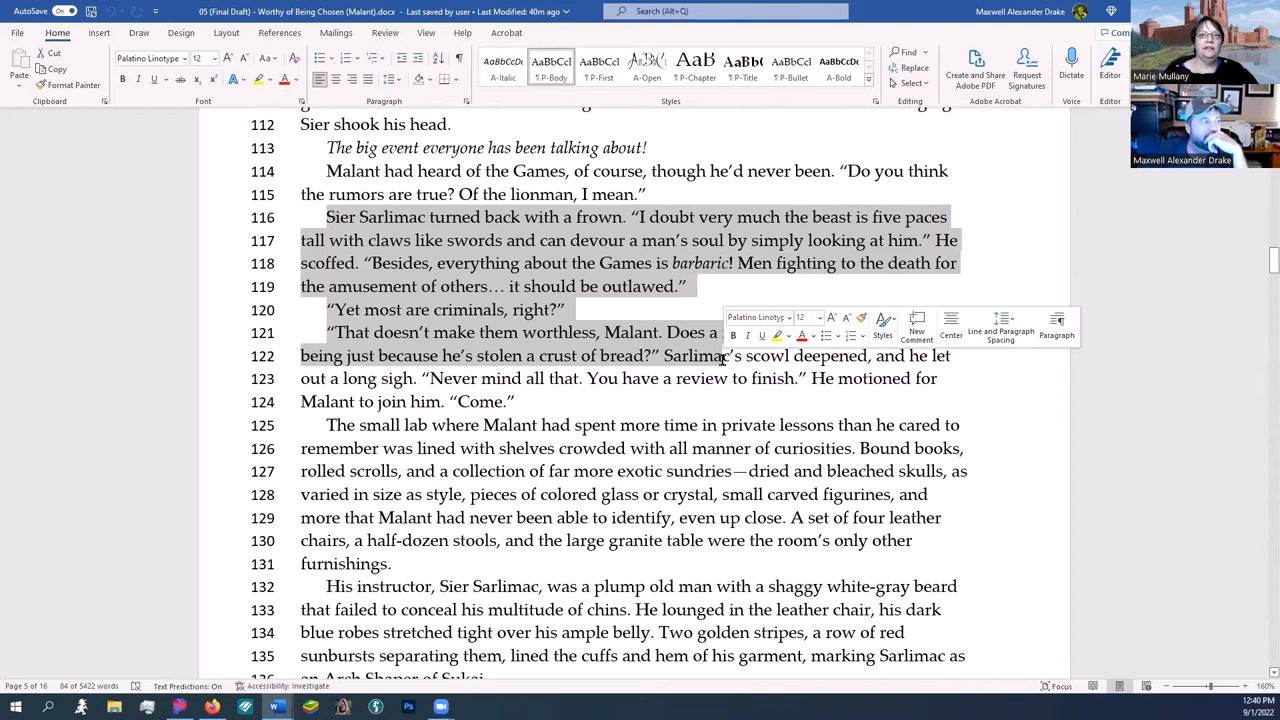 AutoSave On 05 (Final Draft) - Worthy of Being Chosen (Malant).docx - Last saved by user • Last Modified: 40m ago Search (Alt+Q) Maxwell Alexander Drake
File Home Insert Draw Design Layout References Mailings Review View Help Acrobat
Paste Cut Copy Format Painter Clipboard
Palatino Linotype 12 Font
Paragraph
A-Italic ¶ P-Body ¶ P-First A-Open ¶ P-Chapter ¶ P-Title ¶ P-Bullet A-Bold Styles
Find Replace Select Editing
Create and Share Adobe PDF Request Signatures Adobe Acrobat
Dictate Voice
Editor Editor
Marie Mullany
Maxwell Alexander Drake
112 Sier shook his head.
113 The big event everyone has been talking about!
114 Malant had heard of the Games, of course, though he’d never been. “Do you think
115 the rumors are true? Of the lionman, I mean.”
116 Sier Sarlimac turned back with a frown. “I doubt very much the beast is five paces
117 tall with claws like swords and can devour a man’s soul by simply looking at him.” He
118 scoffed. “Besides, everything about the Games is barbaric! Men fighting to the death for
119 the amusement of others… it should be outlawed.”
120 “Yet most are criminals, right?”
121 “That doesn’t make them worthless, Malant. Does a
122 being just because he’s stolen a crust of bread?” Sarlimac’s scowl deepened, and he let
123 out a long sigh. “Never mind all that. You have a review to finish.” He motioned for
124 Malant to join him. “Come.”
125 The small lab where Malant had spent more time in private lessons than he cared to
126 remember was lined with shelves crowded with all manner of curiosities. Bound books,
127 rolled scrolls, and a collection of far more exotic sundries—dried and bleached skulls, as
128 varied in size as style, pieces of colored glass or crystal, small carved figurines, and
129 more that Malant had never been able to identify, even up close. A set of four leather
130 chairs, a half-dozen stools, and the large granite table were the room’s only other
131 furnishings.
132 His instructor, Sier Sarlimac, was a plump old man with a shaggy white-gray beard
133 that failed to conceal his multitude of chins. He lounged in the leather chair, his dark
134 blue robes stretched tight over his ample belly. Two golden stripes, a row of red
135 sunbursts separating them, lined the cuffs and hem of his garment, marking Sarlimac as
an Arch Shaper of Sukai
Palatino Linotyp 12 Styles New Comment Center Line and Paragraph Spacing Paragraph
Page 5 of 16 84 of 5422 words Text Predictions: On Accessibility: Investigate Focus 160%
12:40 PM
9/1/2022